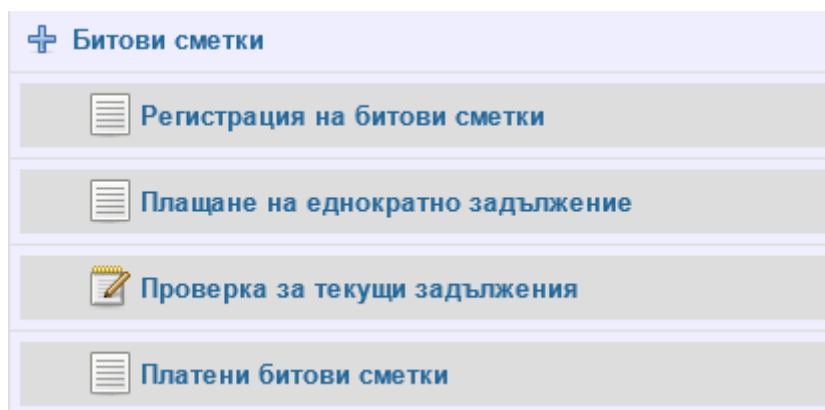 Битови сметки
Регистрация на битови сметки
Плащане на еднократно задължение
Проверка за текущи задължения
Платени битови сметки